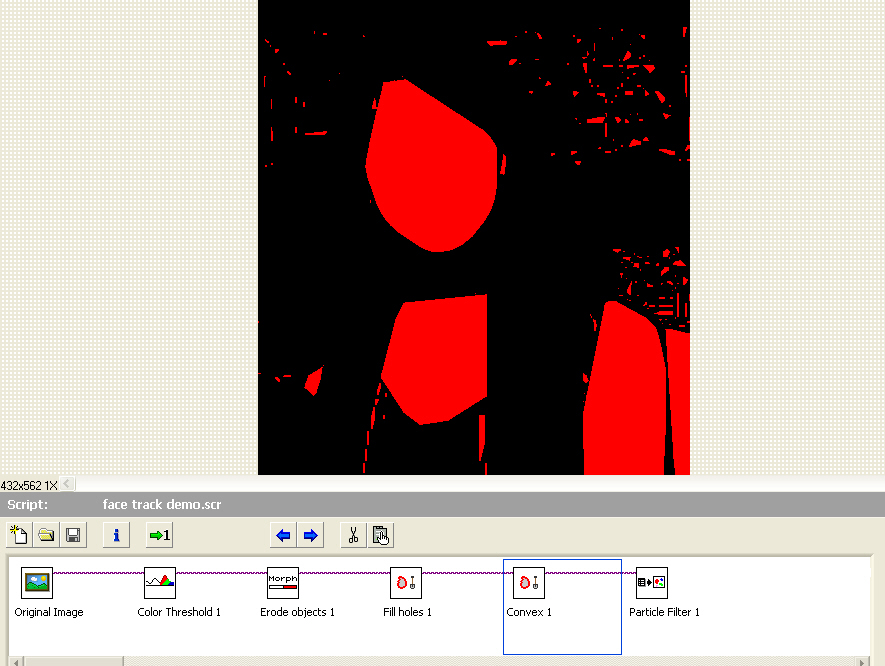 432x562 1X
Script: face track demo.scr
i
1
Morph
Original Image
Color Threshold 1
Erode objects 1
Fill holes 1
Convex 1
Particle Filter 1